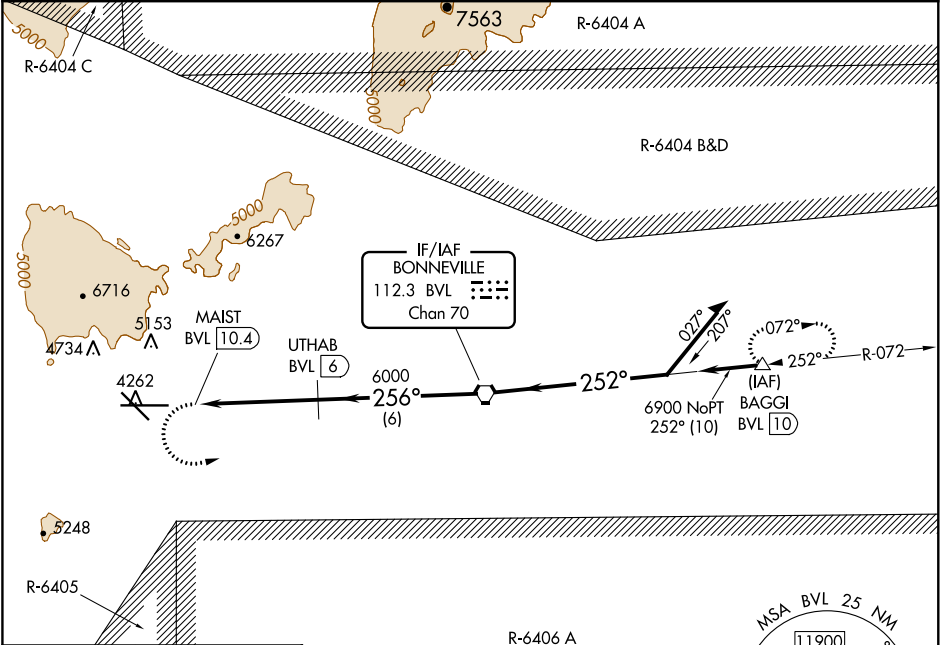 7563
R-6404 A
5000
R-6404 C
5000
R-6404 B&D
5000
6267
5000
6716
IF/IAF
BONNEVILLE
112.3 BVL
Chan 70
5153
4734
MAIST
BVL 10.4
UTHAB
BVL 6
027°
207°
072°
252°
R-072
4262
6000
256°
(6)
252°
6900 NoPT
252° (10)
(IAF)
BAGGI
BVL 10
5248
R-6405
R-6406 A
MSA BVL 25 NM
11900